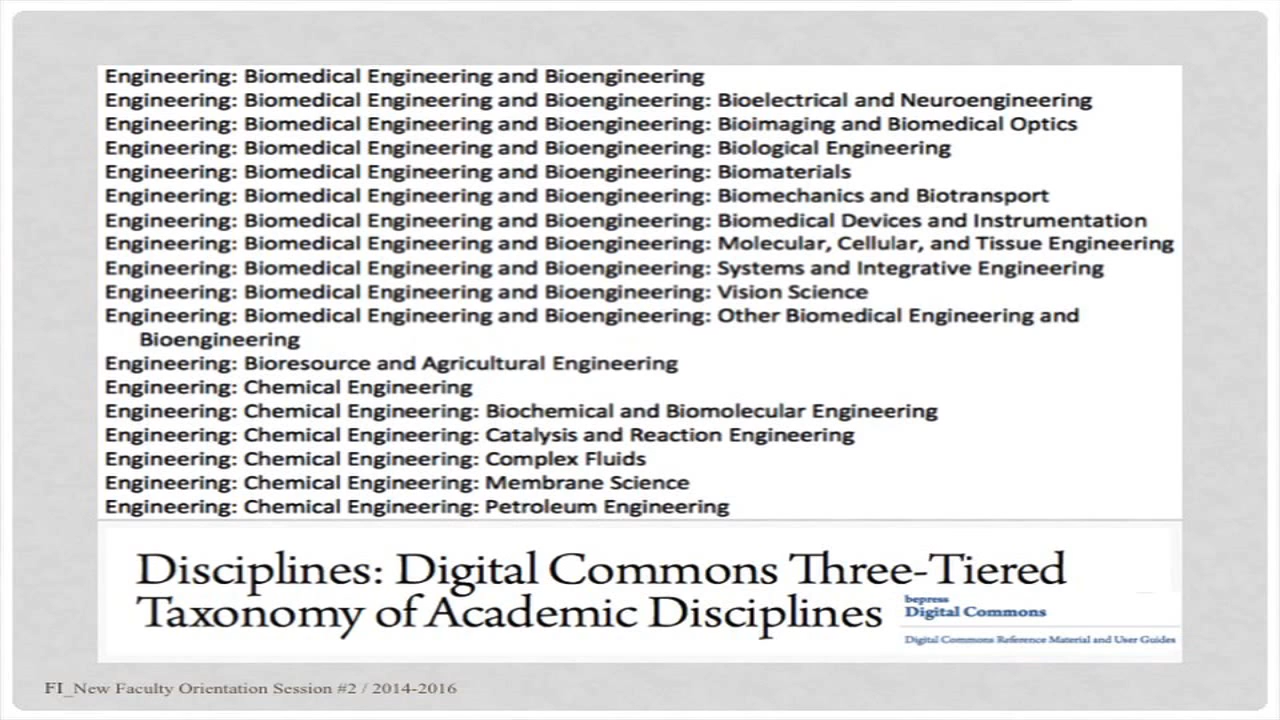 Engineering: Biomedical Engineering and Bioengineering
Engineering: Biomedical Engineering and Bioengineering: Bioelectrical and Neuroengineering
Engineering: Biomedical Engineering and Bioengineering: Bioimaging and Biomedical Optics
Engineering: Biomedical Engineering and Bioengineering: Biological Engineering
Engineering: Biomedical Engineering and Bioengineering: Biomaterials
Engineering: Biomedical Engineering and Bioengineering: Biomechanics and Biotransport
Engineering: Biomedical Engineering and Bioengineering: Biomedical Devices and Instrumentation
Engineering: Biomedical Engineering and Bioengineering: Molecular, Cellular, and Tissue Engineering
Engineering: Biomedical Engineering and Bioengineering: Systems and Integrative Engineering
Engineering: Biomedical Engineering and Bioengineering: Vision Science
Engineering: Biomedical Engineering and Bioengineering: Other Biomedical Engineering and
Bioengineering
Engineering: Bioresource and Agricultural Engineering
Engineering: Chemical Engineering
Engineering: Chemical Engineering: Biochemical and Biomolecular Engineering
Engineering: Chemical Engineering: Catalysis and Reaction Engineering
Engineering: Chemical Engineering: Complex Fluids
Engineering: Chemical Engineering: Membrane Science
Engineering: Chemical Engineering: Petroleum Engineering
Disciplines: Digital Commons Three-Tiered
Taxonomy of Academic Disciplines
bepress
Digital Commons
Digital Commons Reference Material and User Guides
FI_New Faculty Orientation Session #2 / 2014-2016